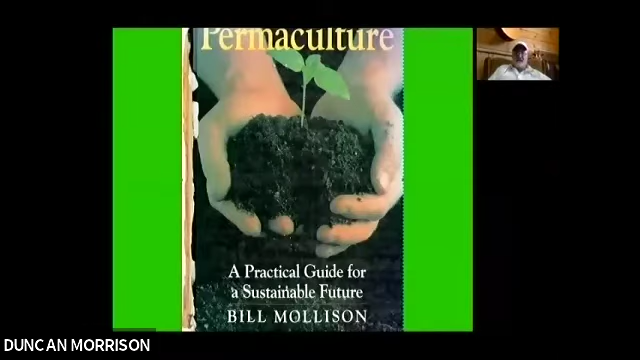 Permaculture
A Practical Guide for
a Sustainable Future
BILL MOLLISON
DUNCAN MORRISON